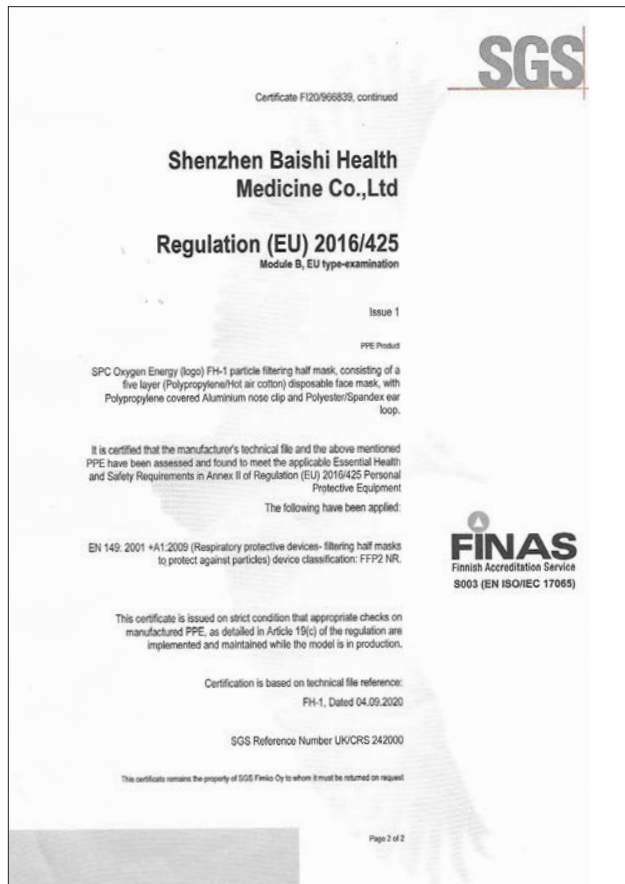 SGS
Certificate FI20/966839, continued
Shenzhen Baishi Health
Medicine Co.,Ltd
Regulation (EU) 2016/425
Module B, EU type-examination
Issue 1
PPE Product
SPC Oxygen Energy (logo) FH-1 particle filtering half mask, consisting of a
five layer (Polypropylene/Hot air cotton) disposable face mask, with
Polypropylene covered Aluminium nose clip and Polyester/Spandex ear
loop.
It is certified that the manufacturer's technical file and the above mentioned
PPE have been assessed and found to meet the applicable Essential Health
and Safety Requirements in Annex II of Regulation (EU) 2016/425 Personal
Protective Equipment
The following have been applied:
EN 149: 2001 +A1:2009 (Respiratory protective devices- filtering half masks
to protect against particles) device classification: FFP2 NR.
This certificate is issued on strict condition that appropriate checks on
manufactured PPE, as detailed in Article 19(c) of the regulation are
implemented and maintained while the model is in production.
Certification is based on technical file reference:
FH-1, Dated 04.09.2020
SGS Reference Number UK/CRS 242000
This certificate remains the property of SGS Fimko Oy to whom it must be returned on request
Page 2 of 2
FINAS
Finnish Accreditation Service
S003 (EN ISO/IEC 17065)